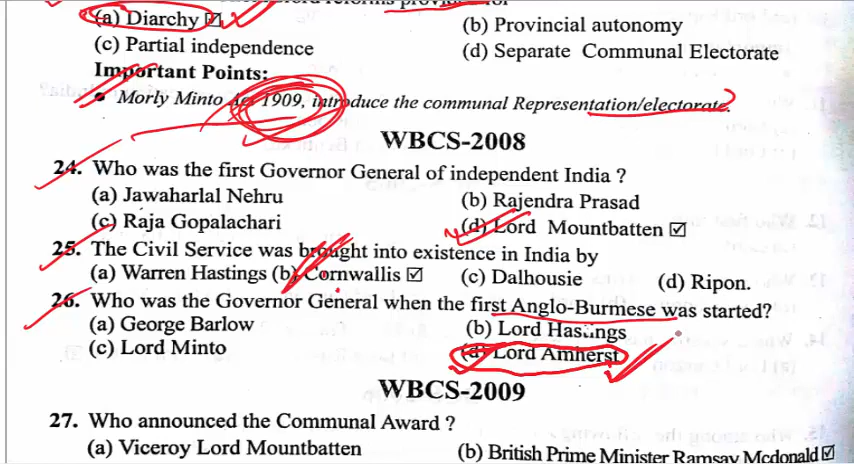 (a) Diarchy ☑
(b) Provincial autonomy
(c) Partial independence
(d) Separate Communal Electorate
Important Points:
• Morly Minto Act 1909, introduce the communal Representation/electorate.
WBCS-2008
24. Who was the first Governor General of independent India ?
(a) Jawaharlal Nehru
(b) Rajendra Prasad
(c) Raja Gopalachari
(d) Lord Mountbatten ☑
25. The Civil Service was brought into existence in India by
(a) Warren Hastings (b) Cornwallis ☑ (c) Dalhousie (d) Ripon.
26. Who was the Governor General when the first Anglo-Burmese was started?
(a) George Barlow
(b) Lord Hastings
(c) Lord Minto
(d) Lord Amherst
WBCS-2009
27. Who announced the Communal Award ?
(a) Viceroy Lord Mountbatten
(b) British Prime Minister Ramsay Mcdonald ☑